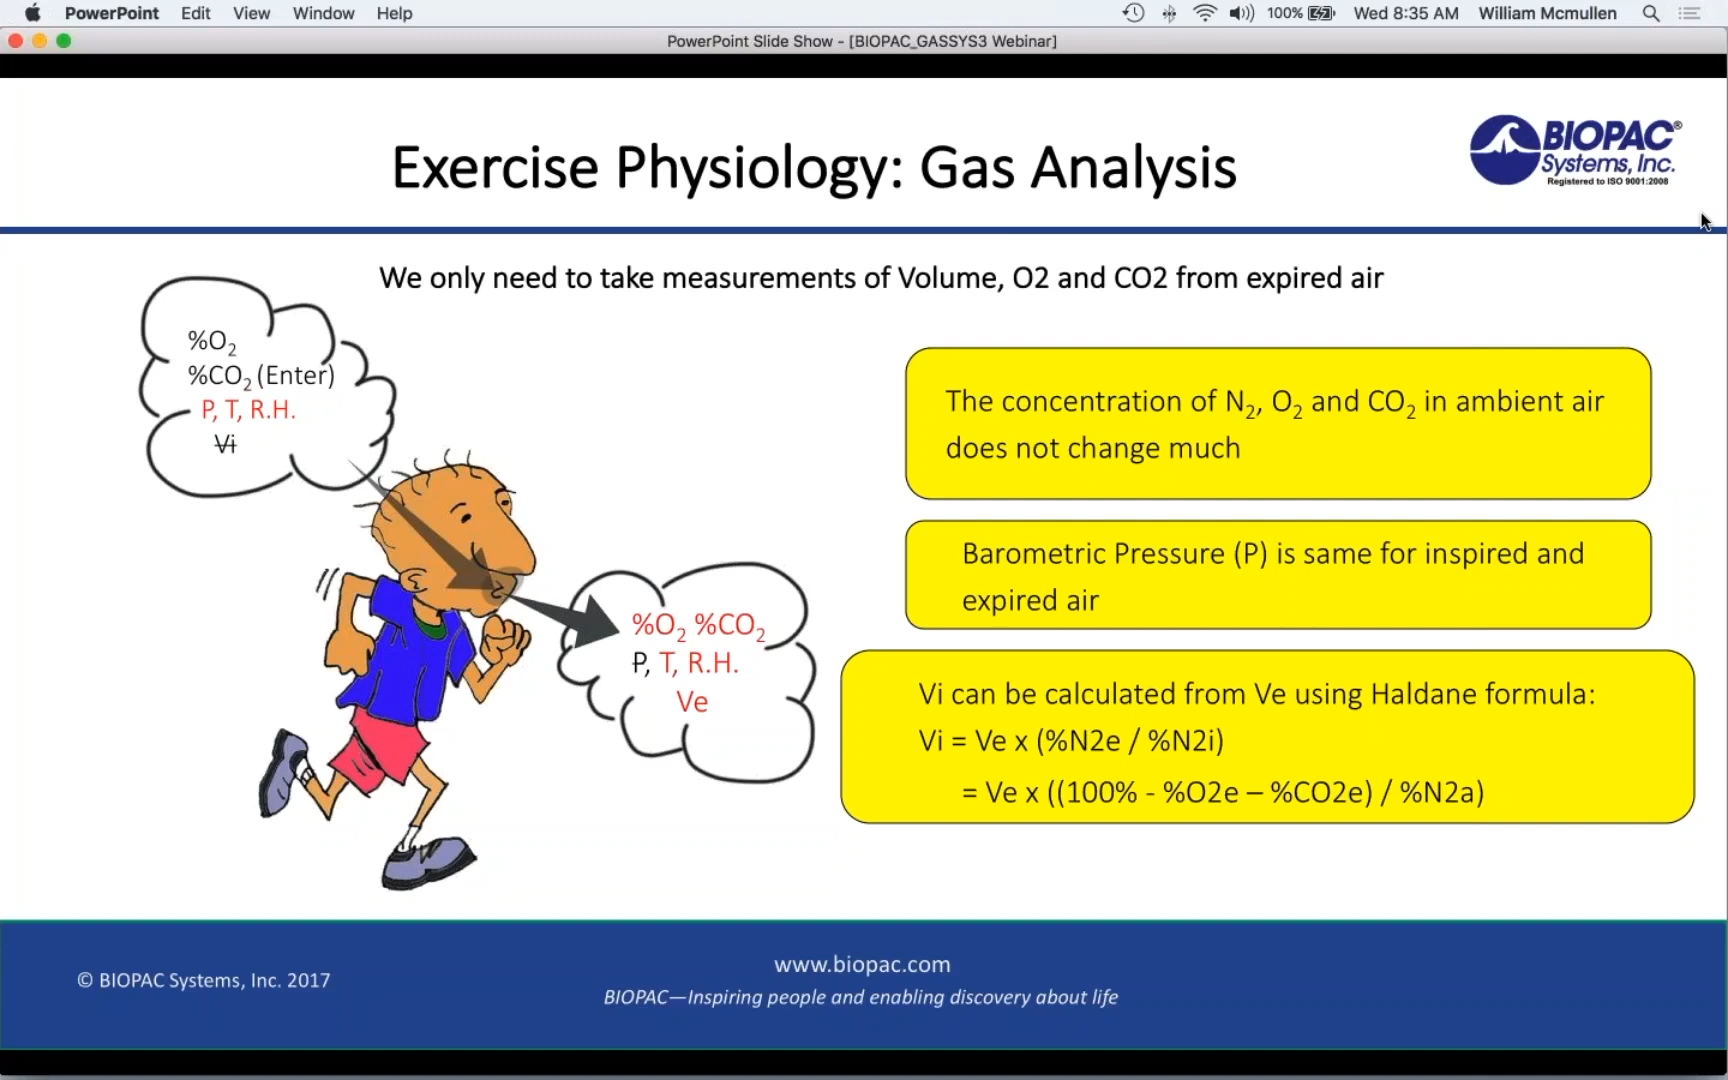 PowerPoint Edit View Window Help 100% Wed 8:35 AM William Mcmullen
PowerPoint Slide Show - [BIOPAC_GASSYS3 Webinar]
Exercise Physiology: Gas Analysis
BIOPAC®
Systems, Inc.
Registered to ISO 9001:2008
We only need to take measurements of Volume, O2 and CO2 from expired air
%O₂
%CO₂ (Enter)
P, T, R.H.
Vi
%O₂ %CO₂
P, T, R.H.
Ve
The concentration of N₂, O₂ and CO₂ in ambient air
does not change much
Barometric Pressure (P) is same for inspired and
expired air
Vi can be calculated from Ve using Haldane formula:
Vi = Ve x (%N2e / %N2i)
= Ve x ((100% - %O2e – %CO2e) / %N2a)
© BIOPAC Systems, Inc. 2017
www.biopac.com
BIOPAC—Inspiring people and enabling discovery about life